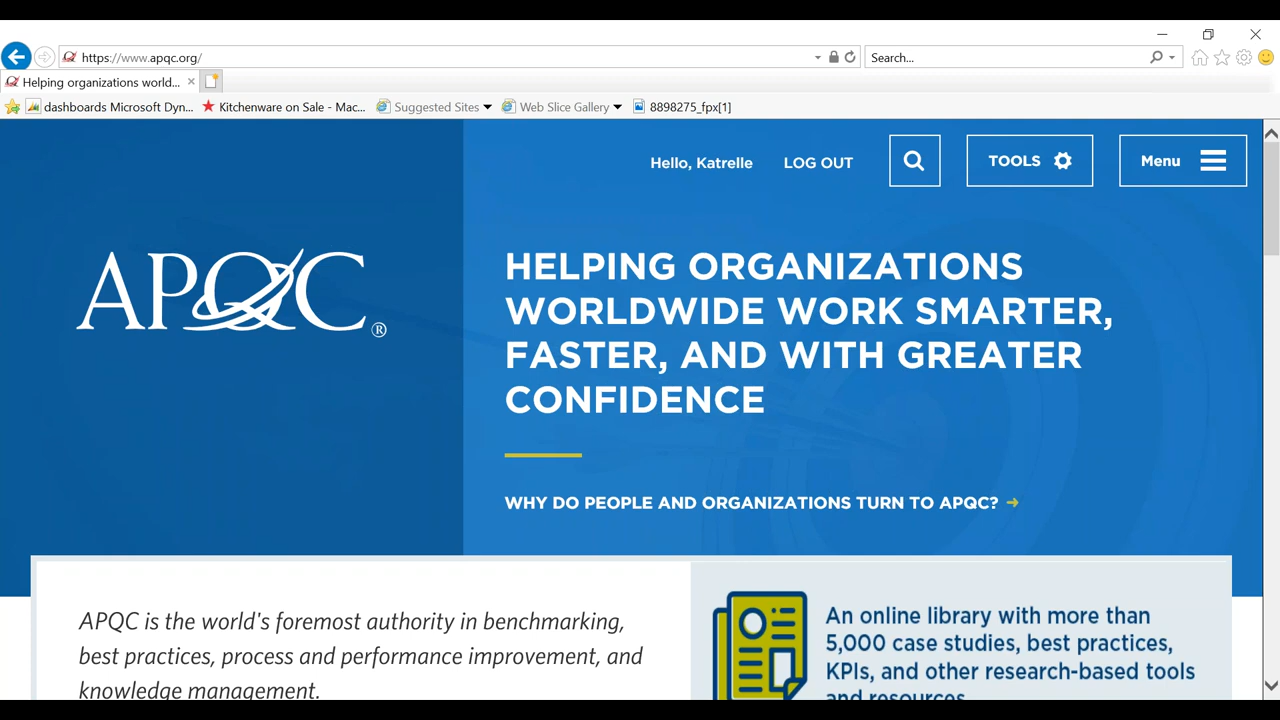 https://www.apqc.org/
Search...
Helping organizations world...
dashboards Microsoft Dyn...
Kitchenware on Sale - Mac...
Suggested Sites
Web Slice Gallery
8898275_fpx[1]
Hello, Katrelle
LOG OUT
TOOLS
Menu
APQC®
HELPING ORGANIZATIONS
WORLDWIDE WORK SMARTER,
FASTER, AND WITH GREATER
CONFIDENCE
WHY DO PEOPLE AND ORGANIZATIONS TURN TO APQC?
APQC is the world's foremost authority in benchmarking,
best practices, process and performance improvement, and
knowledge management.
An online library with more than
5,000 case studies, best practices,
KPIs, and other research-based tools
and resources